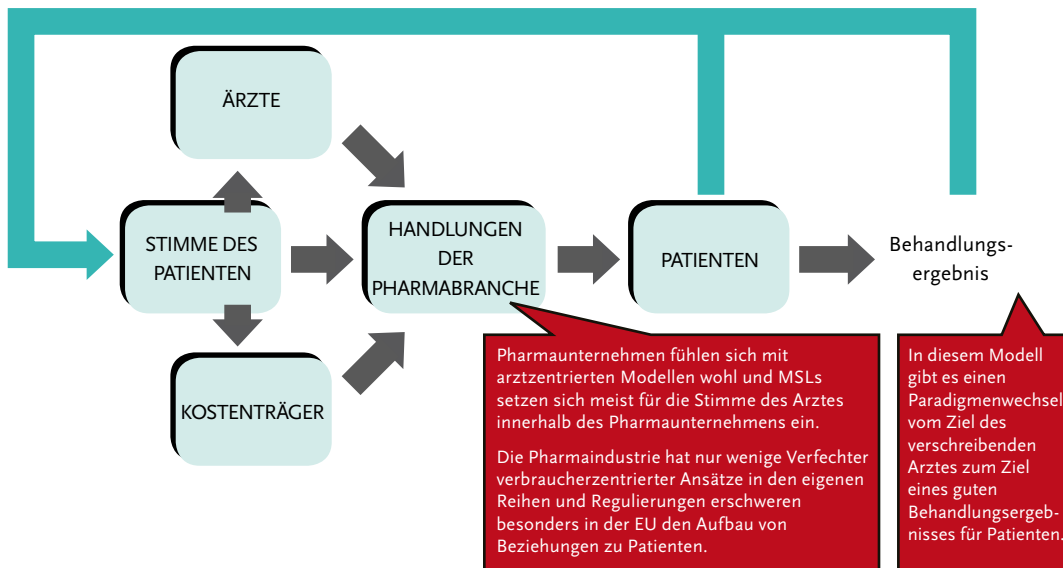 ÄRZTE
STIMME DES
PATIENTEN
HANDLUNGEN
DER
PHARMABRANCHE
PATIENTEN
Behandlungs-
ergebnis
KOSTENTRÄGER
Pharmaunternehmen fühlen sich mit
arztzentrierten Modellen wohl und MSLs
setzen sich meist für die Stimme des Arztes
innerhalb des Pharmaunternehmens ein.
Die Pharmaindustrie hat nur wenige Verfechter
verbraucherzentrierter Ansätze in den eigenen
Reihen und Regulierungen erschweren
besonders in der EU den Aufbau von
Beziehungen zu Patienten.
In diesem Modell
gibt es einen
Paradigmenwechsel
vom Ziel des
verschreibenden
Arztes zum Ziel
eines guten
Behandlungsergeb-
nisses für Patienten.